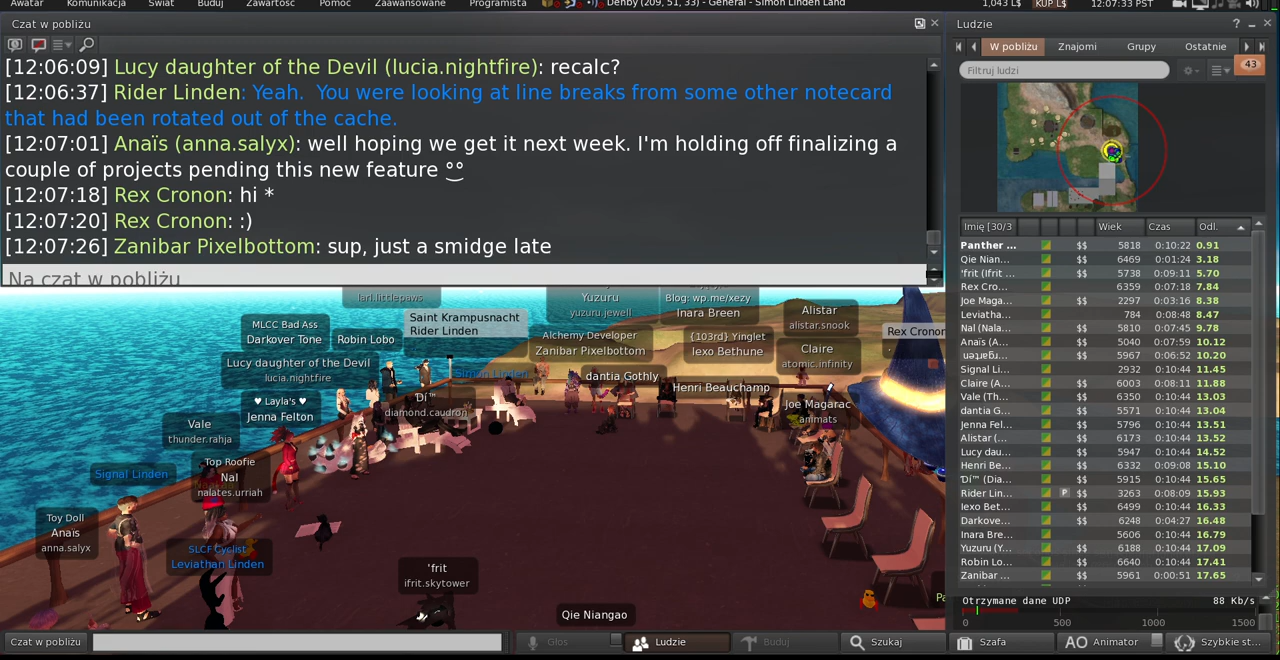 Awatar Komunikacja Świat Buduj Zawartość Pomoc Zaawansowane Programista Denby (209, 51, 33) - General - Simon Linden Land 1,043 L$ KUP L$ 12:07:33 PST
Czat w pobliżu
[12:06:09] Lucy daughter of the Devil (lucia.nightfire): recalc?
[12:06:37] Rider Linden: Yeah.  You were looking at line breaks from some other notecard
that had been rotated out of the cache.
[12:07:01] Anaïs (anna.salyx): well hoping we get it next week. I'm holding off finalizing a
couple of projects pending this new feature
[12:07:18] Rex Cronon: hi *
[12:07:20] Rex Cronon: :)
[12:07:26] Zanibar Pixelbottom: sup, just a smidge late
Na czat w pobliżu
lari.littlepaws
Yuzuru
yuzuru.jewell
Blog: wp.me/xezy
Inara Breen
Alistar
alistar.snook
Rex Cronon
MLCC Bad Ass
Darkover Tone
Robin Lobo
Saint Krampusnacht
Rider Linden
Alchemy Developer
Zanibar Pixelbottom
{103rd} Yinglet
Iexo Bethune
Claire
atomic.infinity
Lucy daughter of the Devil
lucia.nightfire
Simon Linden
dantia Gothly
Henri Beauchamp
♥ Layla's ♥
Jenna Felton
Ɗí™
diamond.caudron
Joe Magarac
animats
Vale
thunder.rahja
Signal Linden
Top Roofie
Nal
nalates.urriah
Toy Doll
Anaïs
anna.salyx
SLCF Cyclist
Leviathan Linden
'frit
ifrit.skytower
Qie Niangao
Pa
Czat w pobliżu Głos Ludzie Buduj Szukaj
Ludzie
? _ ×
W pobliżu Znajomi Grupy Ostatnie
Filtruj ludzi
43
Imię [30/3 Wiek Czas Odl.
Panther ... $$ 5818 0:10:22 0.91
Qie Nian... $$ 6469 0:01:24 3.18
'frit (Ifrit ... $$ 5738 0:09:11 5.70
Rex Cro... 6359 0:07:18 7.84
Joe Maga... $$ 2297 0:03:16 8.38
Leviatha... 784 0:08:48 8.47
Nal (Nala... $$ 5810 0:07:45 9.78
Anaïs (A... 5040 0:07:59 10.12
$$ 5967 0:06:52 10.20
Signal Li... 2932 0:10:44 11.45
Claire (A... $$ 6003 0:08:11 11.88
Vale (Th... $$ 6350 0:10:44 13.03
dantia G... $$ 5571 0:10:44 13.04
Jenna Fel... $$ 5796 0:10:44 13.51
Alistar (... $$ 6173 0:10:44 13.52
Lucy dau... $$ 5947 0:10:44 14.52
Henri Be... $$ 6332 0:09:08 15.10
Ɗí™ (Dia... $$ 5915 0:10:44 15.65
Rider Lin... P $$ 3263 0:08:09 15.93
Iexo Bet... $$ 6499 0:10:44 16.33
Darkove... $$ 6248 0:04:27 16.48
Inara Bre... 5606 0:10:44 16.79
Yuzuru (Y... $$ 6188 0:10:44 17.09
Robin Lo... $$ 6640 0:10:44 17.41
Zanibar ... $$ 5961 0:00:51 17.65
Otrzymane dane UDP 88 Kb/s
0 500 1000 1500
Szafa AO Animator Szybkie st...